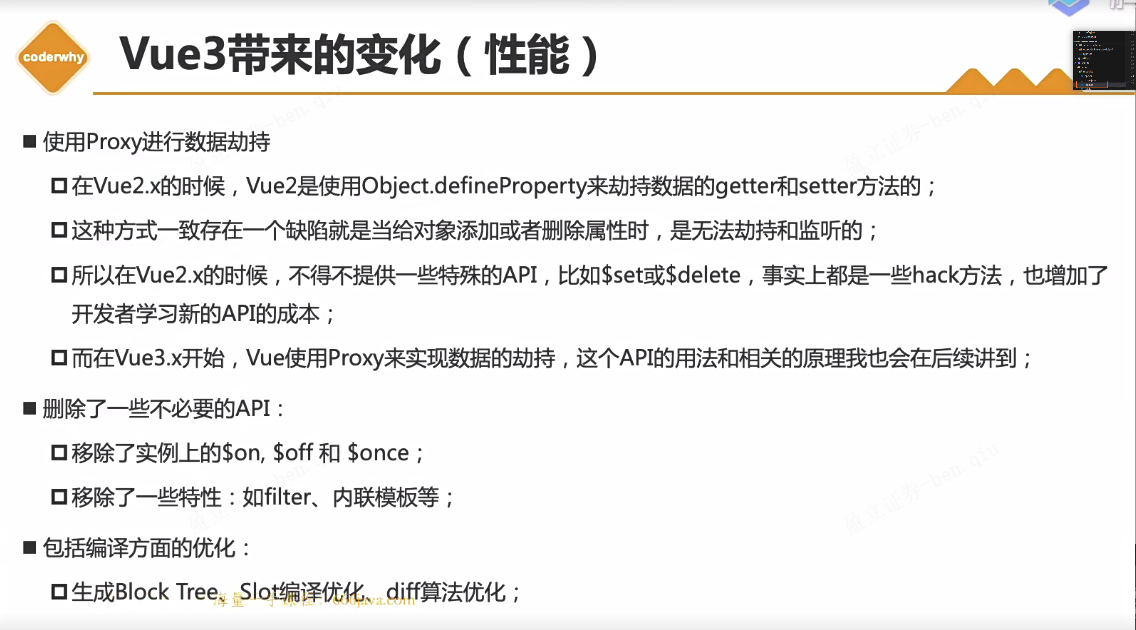 coderwhy
Vue3带来的变化（性能）
使用Proxy进行数据劫持
在Vue2.x的时候，Vue2是使用Object.defineProperty来劫持数据的getter和setter方法的；
这种方式一致存在一个缺陷就是当给对象添加或者删除属性时，是无法劫持和监听的；
所以在Vue2.x的时候，不得不提供一些特殊的API，比如$set或$delete，事实上都是一些hack方法，也增加了
开发者学习新的API的成本；
而在Vue3.x开始，Vue使用Proxy来实现数据的劫持，这个API的用法和相关的原理我也会在后续讲到；
删除了一些不必要的API：
移除了实例上的$on, $off 和 $once；
移除了一些特性：如filter、内联模板等；
包括编译方面的优化：
生成Block Tree、Slot编译优化、diff算法优化；
盈立证券-ben.qiu
盈立证券-ben.qiu